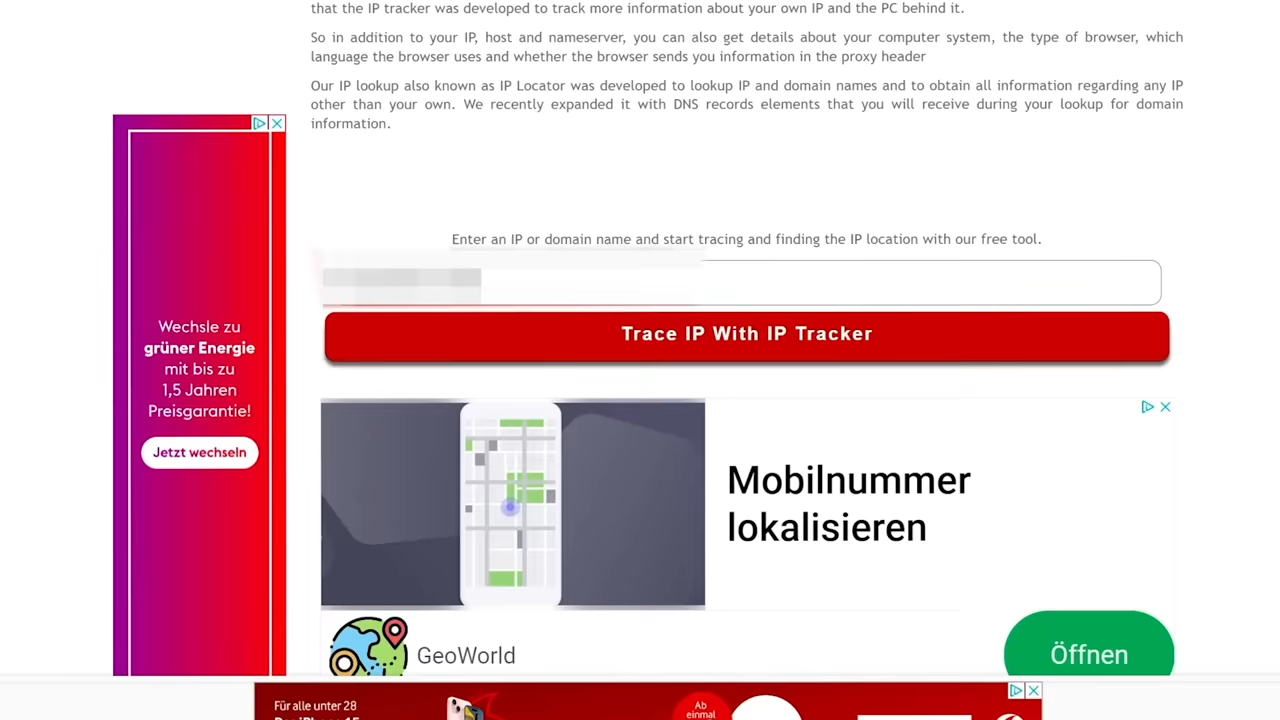 that the IP tracker was developed to track more information about your own IP and the PC behind it.
So in addition to your IP, host and nameserver, you can also get details about your computer system, the type of browser, which
language the browser uses and whether the browser sends you information in the proxy header
Our IP lookup also known as IP Locator was developed to lookup IP and domain names and to obtain all information regarding any IP
other than your own. We recently expanded it with DNS records elements that you will receive during your lookup for domain
information.
Enter an IP or domain name and start tracing and finding the IP location with our free tool.
Trace IP With IP Tracker
Wechsle zu
grüner Energie
mit bis zu
1,5 Jahren
Preisgarantie!
Jetzt wechseln
Mobilnummer
lokalisieren
GeoWorld
Öffnen
Für alle unter 28
Ab
einmal